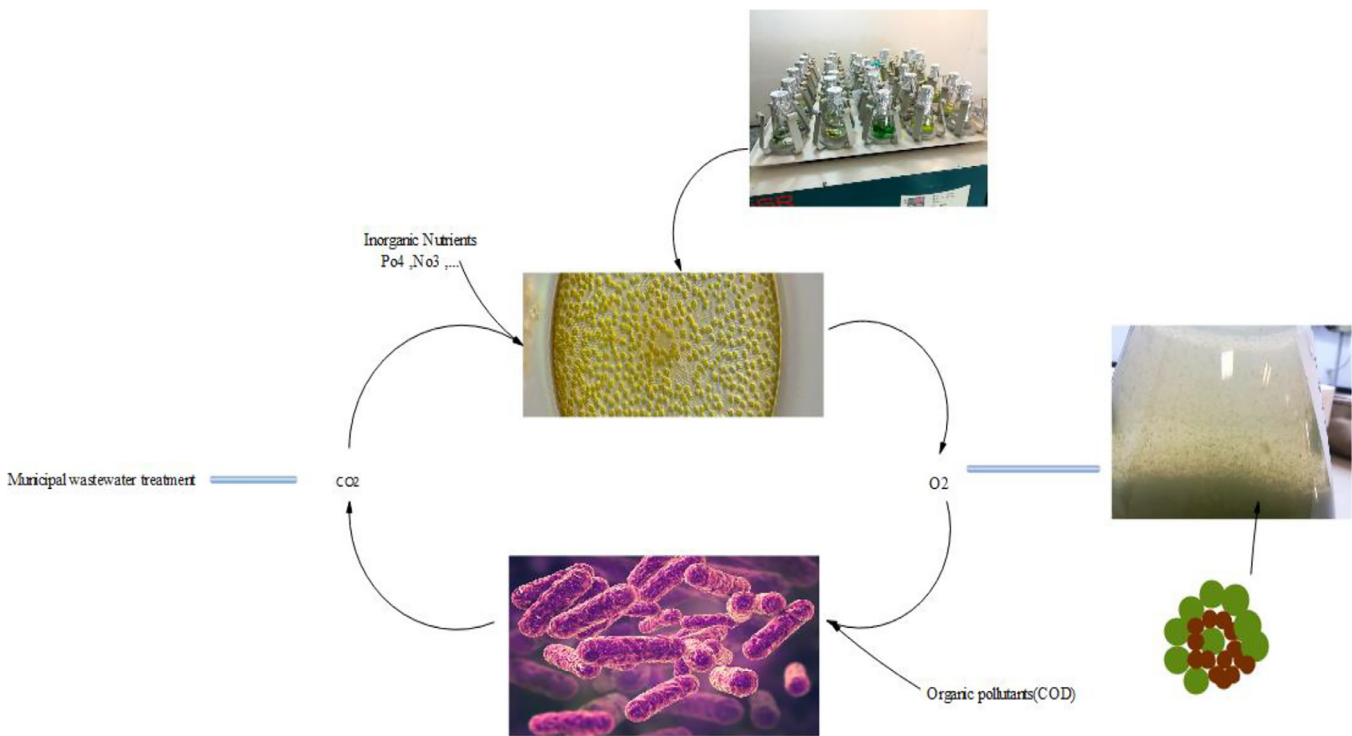 Inorganic Nutrients
Po4 ,No3 ,...
Municipal wastewater treatment
CO2
O2
Organic pollutants(COD)